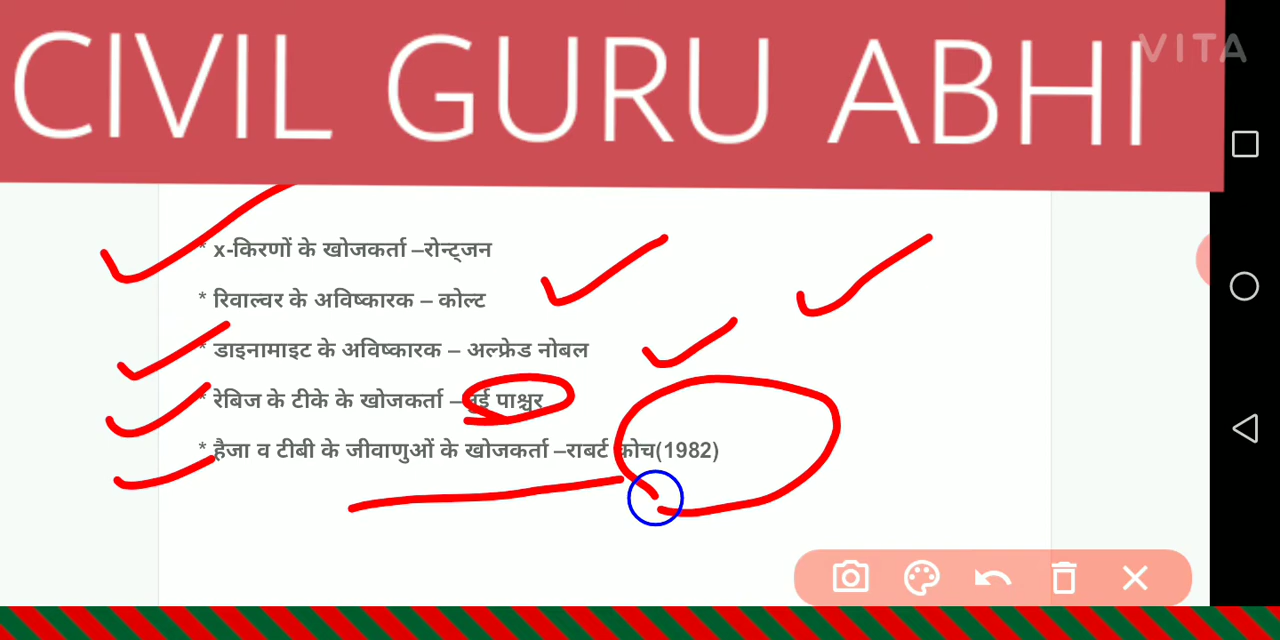 CIVIL GURU ABHI
VITA
* x-किरणों के खोजकर्ता –रोन्ट्जन
* रिवाल्वर के अविष्कारक – कोल्ट
* डाइनामाइट के अविष्कारक – अल्फ्रेड नोबल
* रेबिज के टीके के खोजकर्ता –लुई पाश्चर
* हैजा व टीबी के जीवाणुओं के खोजकर्ता –राबर्ट कोच(1982)